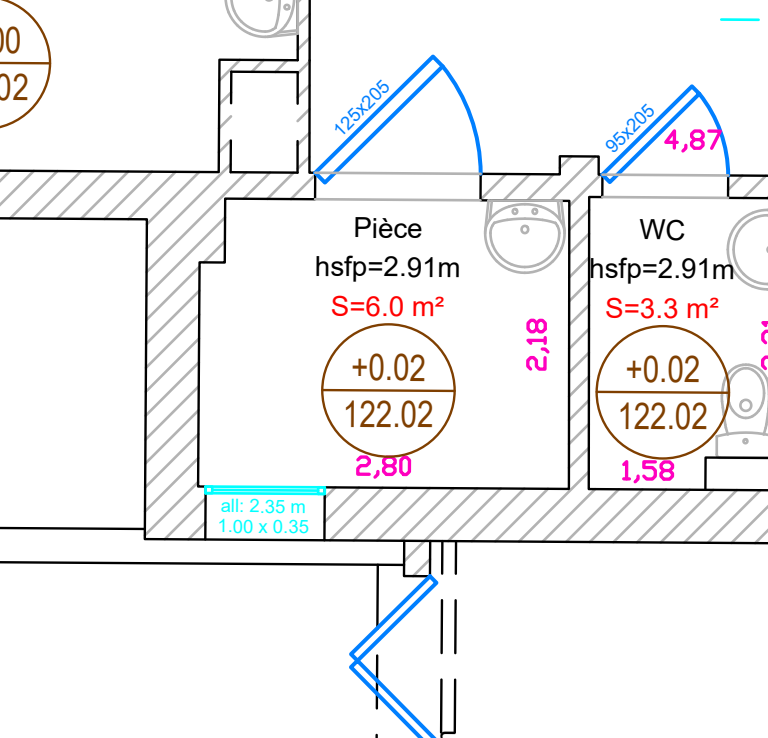 00
02
125x205
95x205
4,87
Pièce
hsfp=2.91m
S=6.0 m²
+0.02
122.02
2,18
2,80
all: 2.35 m
1.00 x 0.35
WC
hsfp=2.91m
S=3.3 m²
+0.02
122.02
1,58